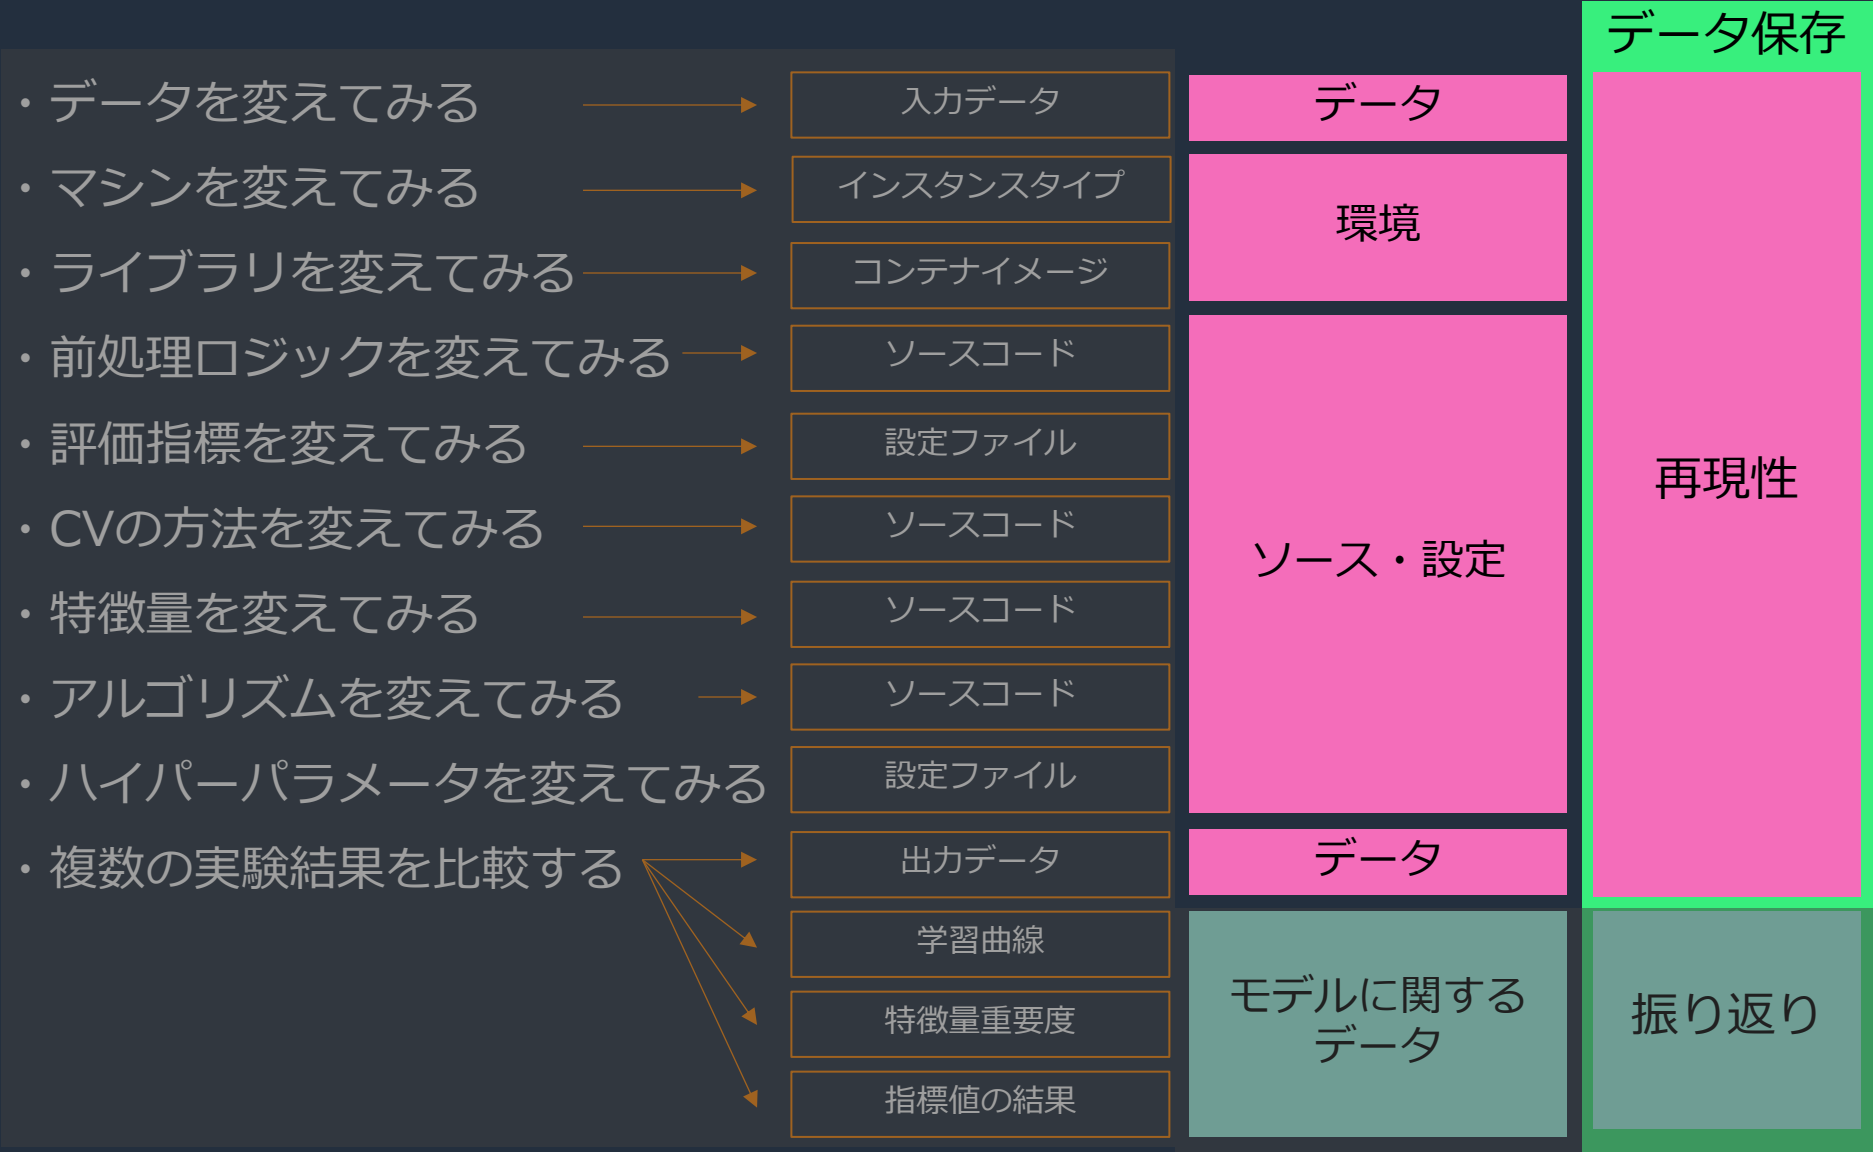 データ保存
・データを変えてみる
入力データ
データ
・マシンを変えてみる
インスタンスタイプ
環境
・ライブラリを変えてみる
コンテナイメージ
・前処理ロジックを変えてみる
ソースコード
・評価指標を変えてみる
設定ファイル
再現性
・CVの方法を変えてみる
ソースコード
ソース・設定
・特徴量を変えてみる
ソースコード
・アルゴリズムを変えてみる
ソースコード
・ハイパーパラメータを変えてみる
設定ファイル
・複数の実験結果を比較する
出力データ
データ
学習曲線
特徴量重要度
指標値の結果
モデルに関する
データ
振り返り